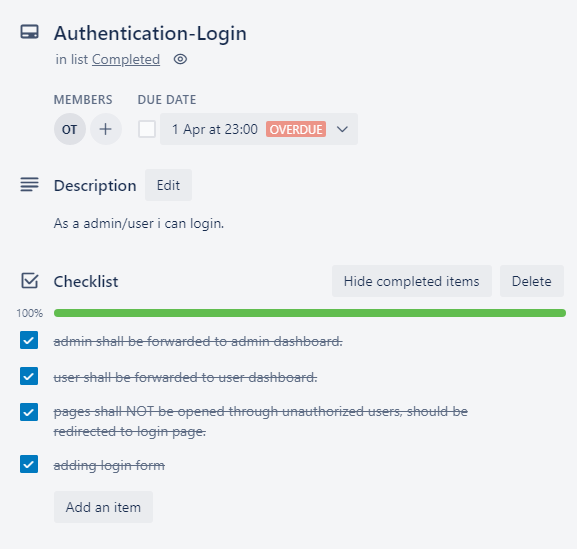 Authentication-Login
in list Completed
MEMBERS DUE DATE
OT 1 Apr at 23:00 OVERDUE
Description Edit
As a admin/user i can login.
Checklist Hide completed items Delete
100%
admin shall be forwarded to admin dashboard.
user shall be forwarded to user dashboard.
pages shall NOT be opened through unauthorized users, should be
redirected to login page.
adding login form
Add an item